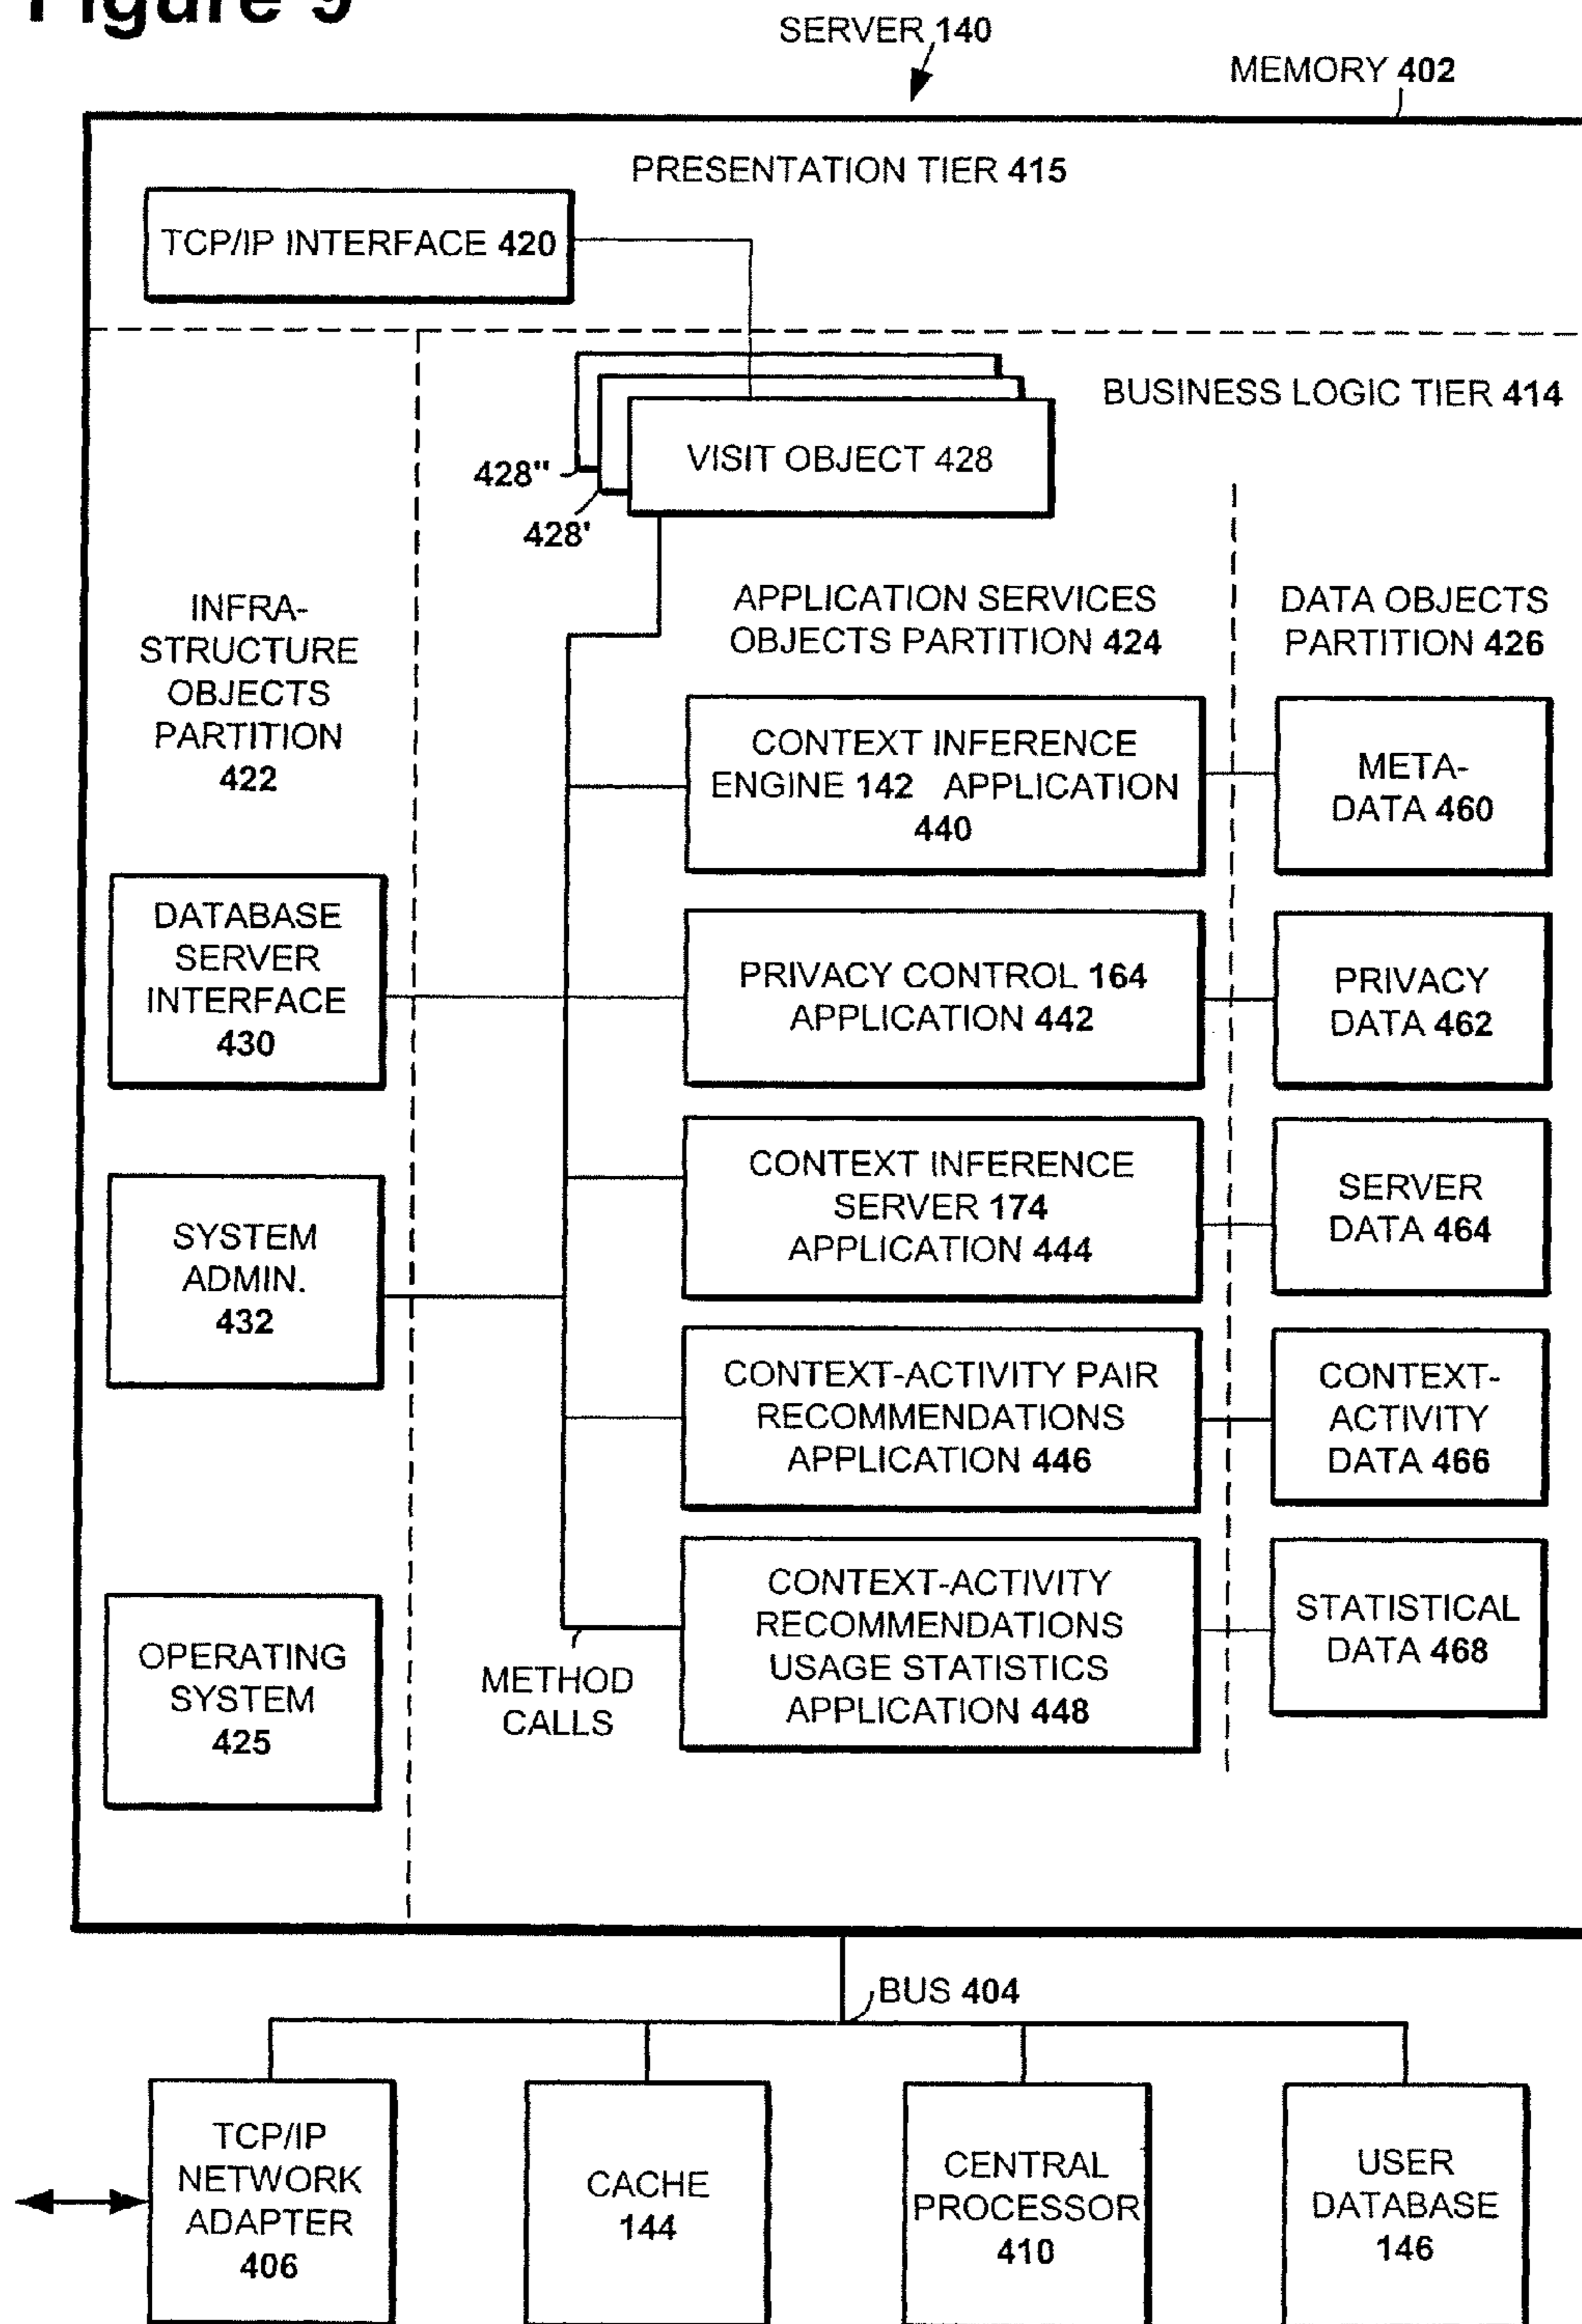 Figure 9
SERVER 140
MEMORY 402
PRESENTATION TIER 415
TCP/IP INTERFACE 420
BUSINESS LOGIC TIER 414
VISIT OBJECT 428
428"
428'
INFRA-
STRUCTURE
OBJECTS
PARTITION
422
APPLICATION SERVICES
OBJECTS PARTITION 424
DATA OBJECTS
PARTITION 426
CONTEXT INFERENCE
ENGINE 142 APPLICATION
440
META-
DATA 460
DATABASE
SERVER
INTERFACE
430
PRIVACY CONTROL 164
APPLICATION 442
PRIVACY
DATA 462
SYSTEM
ADMIN.
432
CONTEXT INFERENCE
SERVER 174
APPLICATION 444
SERVER
DATA 464
CONTEXT-ACTIVITY PAIR
RECOMMENDATIONS
APPLICATION 446
CONTEXT-
ACTIVITY
DATA 466
OPERATING
SYSTEM
425
METHOD
CALLS
CONTEXT-ACTIVITY
RECOMMENDATIONS
USAGE STATISTICS
APPLICATION 448
STATISTICAL
DATA 468
BUS 404
TCP/IP
NETWORK
ADAPTER
406
CACHE
144
CENTRAL
PROCESSOR
410
USER
DATABASE
146